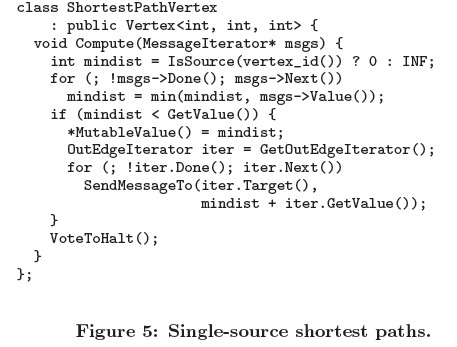 class ShortestPathVertex
    : public Vertex<int, int, int> {
  void Compute(MessageIterator* msgs) {
    int mindist = IsSource(vertex_id()) ? 0 : INF;
    for (; !msgs->Done(); msgs->Next())
      mindist = min(mindist, msgs->Value());
    if (mindist < GetValue()) {
      *MutableValue() = mindist;
      OutEdgeIterator iter = GetOutEdgeIterator();
      for (; !iter.Done(); iter.Next())
        SendMessageTo(iter.Target(),
                      mindist + iter.GetValue());
    }
    VoteToHalt();
  }
};
Figure 5: Single-source shortest paths.